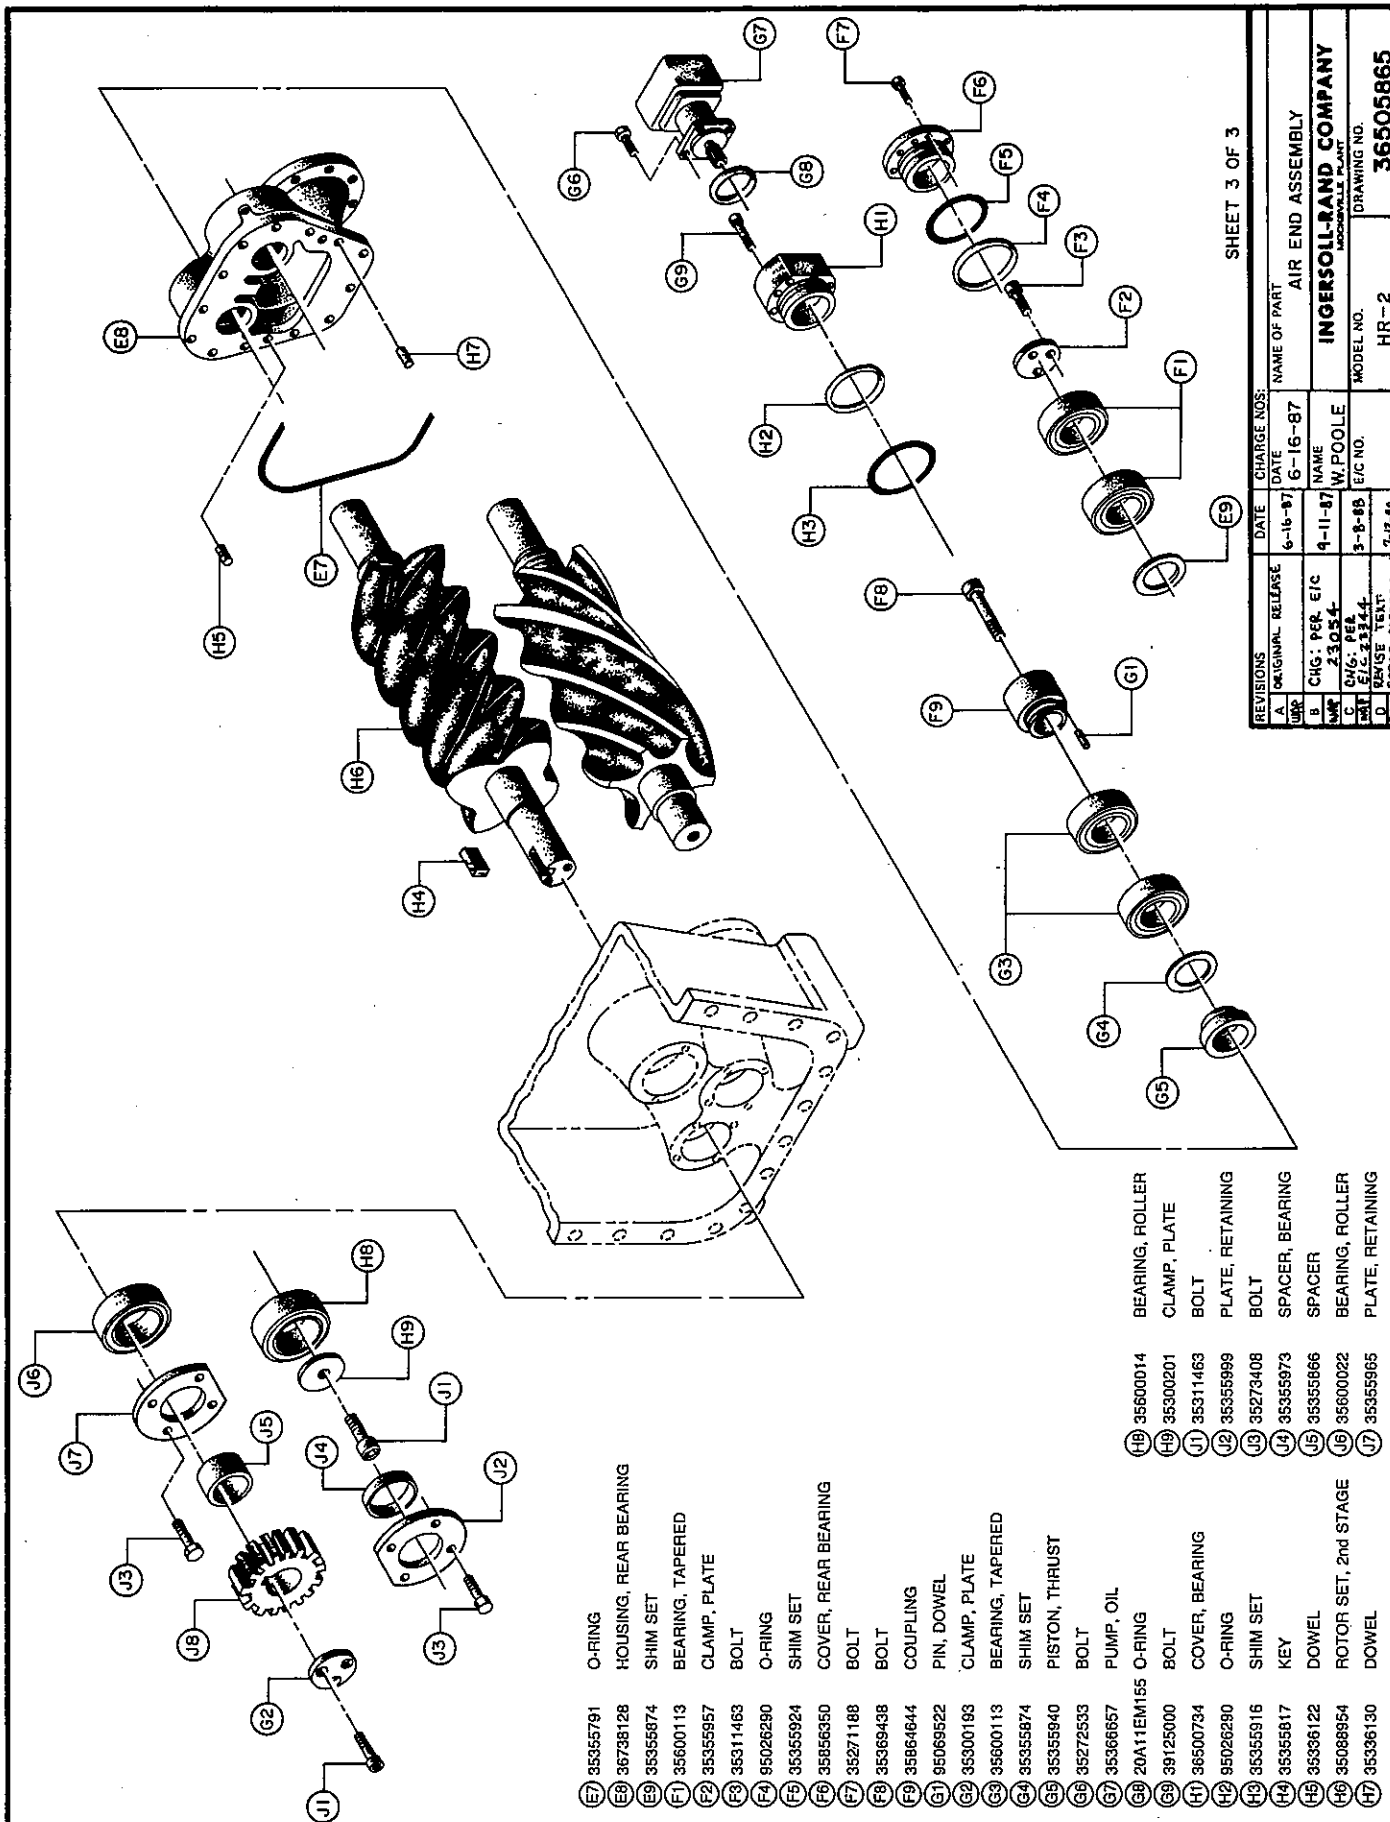 E7 35355791 O-RING
E8 36738128 HOUSING, REAR BEARING
E9 35355874 SHIM SET
F1 35600113 BEARING, TAPERED
F2 35355957 CLAMP, PLATE
F3 35311463 BOLT
F4 95026290 O-RING
F5 35355924 SHIM SET
F6 35856350 COVER, REAR BEARING
F7 35271188 BOLT
F8 35369438 BOLT
F9 35864644 COUPLING
G1 95069522 PIN, DOWEL
G2 35300193 CLAMP, PLATE
G3 35600113 BEARING, TAPERED
G4 35355874 SHIM SET
G5 35355940 PISTON, THRUST
G6 35272533 BOLT
G7 35366657 PUMP, OIL
G8 20A11EM155 O-RING
G9 39125000 BOLT
H1 36500734 COVER, BEARING
H2 95026290 O-RING
H3 35355916 SHIM SET
H4 35355817 KEY
H5 35336122 DOWEL
H6 35088954 ROTOR SET, 2nd STAGE
H7 35336130 DOWEL
H8 35600014 BEARING, ROLLER
H9 35300201 CLAMP, PLATE
J1 35311463 BOLT
J2 35355999 PLATE, RETAINING
J3 35273408 BOLT
J4 35355973 SPACER, BEARING
J5 35355866 SPACER
J6 35600022 BEARING, ROLLER
J7 35355965 PLATE, RETAINING
J1
G2
J8
J3
J7
J6
J5
J3
J2
J4
J1
H9
H8
H4
H6
H5
E7
E8
H7
G5
G4
G3
F9
G1
F8
H3
H2
H1
G9
G6
G8
G7
E9
F1
F2
F3
F4
F5
F6
F7
SHEET 3 OF 3
REVISIONS DATE CHARGE NOS:
A ORIGINAL RELEASE 6-16-87
B CHG: PER E/C 23054 9-11-87
C CHG: PER E/C 23344 3-8-88
D REVISE TEXT
DATE 6-16-87
NAME W. POOLE
E/C NO.
NAME OF PART AIR END ASSEMBLY
INGERSOLL-RAND COMPANY
MOCKSVILLE PLANT
MODEL NO. HR-2
DRAWING NO. 36505865